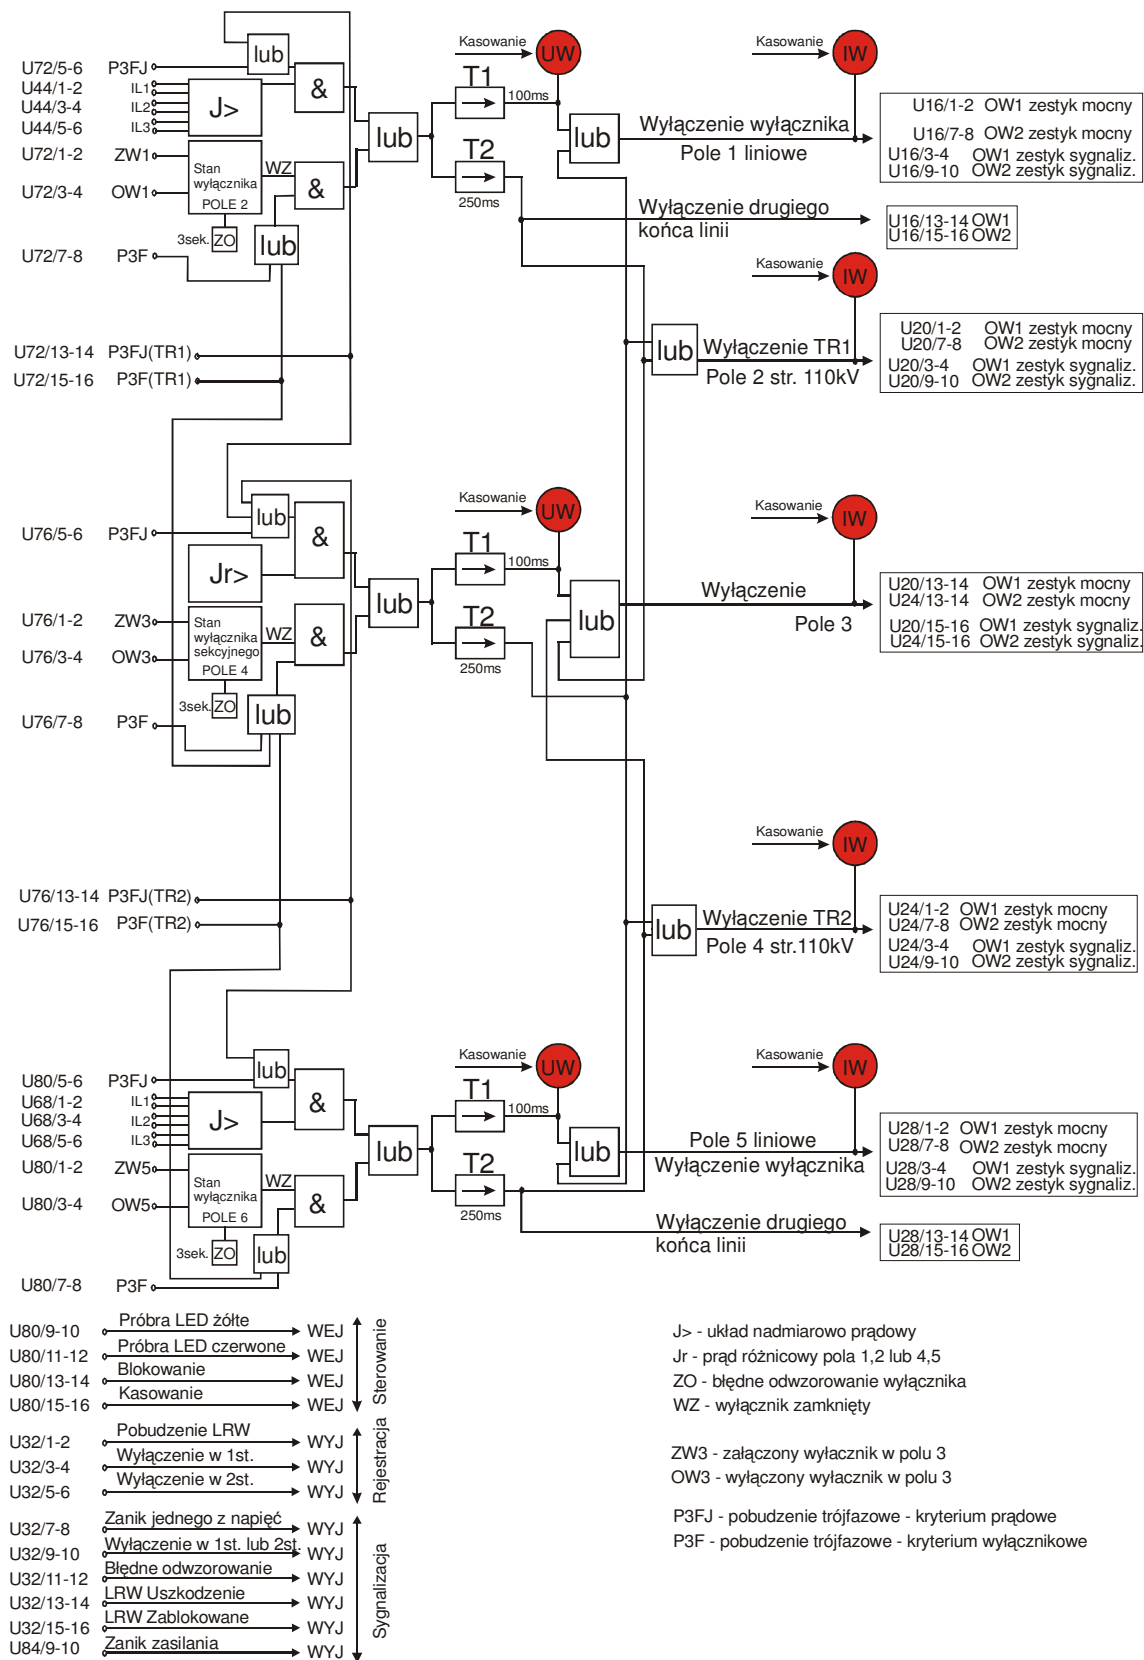 Kasowanie UW
Kasowanie IW
lub
U72/5-6 P3FJ
U44/1-2 IL1
U44/3-4 IL2
U44/5-6 IL3
J>
&
T1
100ms
lub
lub
Wyłączenie wyłącznika
Pole 1 liniowe
U16/1-2 OW1 zestyk mocny
U16/7-8 OW2 zestyk mocny
U16/3-4 OW1 zestyk sygnaliz.
U16/9-10 OW2 zestyk sygnaliz.
U72/1-2 ZW1
U72/3-4 OW1
Stan
wyłącznika
POLE 2
WZ
&
T2
250ms
3sek. ZO
lub
U72/7-8 P3F
Wyłączenie drugiego
końca linii
U16/13-14 OW1
U16/15-16 OW2
Kasowanie IW
U72/13-14 P3FJ(TR1)
U72/15-16 P3F(TR1)
lub
Wyłączenie TR1
Pole 2 str. 110kV
U20/1-2 OW1 zestyk mocny
U20/7-8 OW2 zestyk mocny
U20/3-4 OW1 zestyk sygnaliz.
U20/9-10 OW2 zestyk sygnaliz.
Kasowanie UW
Kasowanie IW
U76/5-6 P3FJ
lub
&
Jr>
T1
100ms
lub
lub
Wyłączenie
Pole 3
U20/13-14 OW1 zestyk mocny
U24/13-14 OW2 zestyk mocny
U20/15-16 OW1 zestyk sygnaliz.
U24/15-16 OW2 zestyk sygnaliz.
U76/1-2 ZW3
U76/3-4 OW3
Stan
wyłącznika
sekcyjnego
POLE 4
WZ
&
T2
250ms
3sek. ZO
lub
U76/7-8 P3F
Kasowanie IW
U76/13-14 P3FJ(TR2)
U76/15-16 P3F(TR2)
lub
Wyłączenie TR2
Pole 4 str.110kV
U24/1-2 OW1 zestyk mocny
U24/7-8 OW2 zestyk mocny
U24/3-4 OW1 zestyk sygnaliz.
U24/9-10 OW2 zestyk sygnaliz.
Kasowanie UW
Kasowanie IW
lub
U80/5-6 P3FJ
U68/1-2 IL1
U68/3-4 IL2
U68/5-6 IL3
J>
&
T1
100ms
lub
lub
Pole 5 liniowe
Wyłączenie wyłącznika
U28/1-2 OW1 zestyk mocny
U28/7-8 OW2 zestyk mocny
U28/3-4 OW1 zestyk sygnaliz.
U28/9-10 OW2 zestyk sygnaliz.
U80/1-2 ZW5
U80/3-4 OW5
Stan
wyłącznika
POLE 6
WZ
&
T2
250ms
3sek. ZO
lub
U80/7-8 P3F
Wyłączenie drugiego
końca linii
U28/13-14 OW1
U28/15-16 OW2
U80/9-10 Próbra LED żółte WEJ
U80/11-12 Próbra LED czerwone WEJ
U80/13-14 Blokowanie WEJ
U80/15-16 Kasowanie WEJ
Sterowanie
U32/1-2 Pobudzenie LRW WYJ
U32/3-4 Wyłączenie w 1st. WYJ
U32/5-6 Wyłączenie w 2st. WYJ
Rejestracja
U32/7-8 Zanik jednego z napięć WYJ
U32/9-10 Wyłączenie w 1st. lub 2st. WYJ
U32/11-12 Błędne odwzorowanie WYJ
U32/13-14 LRW Uszkodzenie WYJ
U32/15-16 LRW Zablokowane WYJ
U84/9-10 Zanik zasilania WYJ
Sygnalizacja
J> - układ nadmiarowo prądowy
Jr - prąd różnicowy pola 1,2 lub 4,5
ZO - błędne odwzorowanie wyłącznika
WZ - wyłącznik zamknięty
ZW3 - załączony wyłacznik w polu 3
OW3 - wyłączony wyłacznik w polu 3
P3FJ - pobudzenie trójfazowe - kryterium prądowe
P3F - pobudzenie trójfazowe - kryterium wyłącznikowe